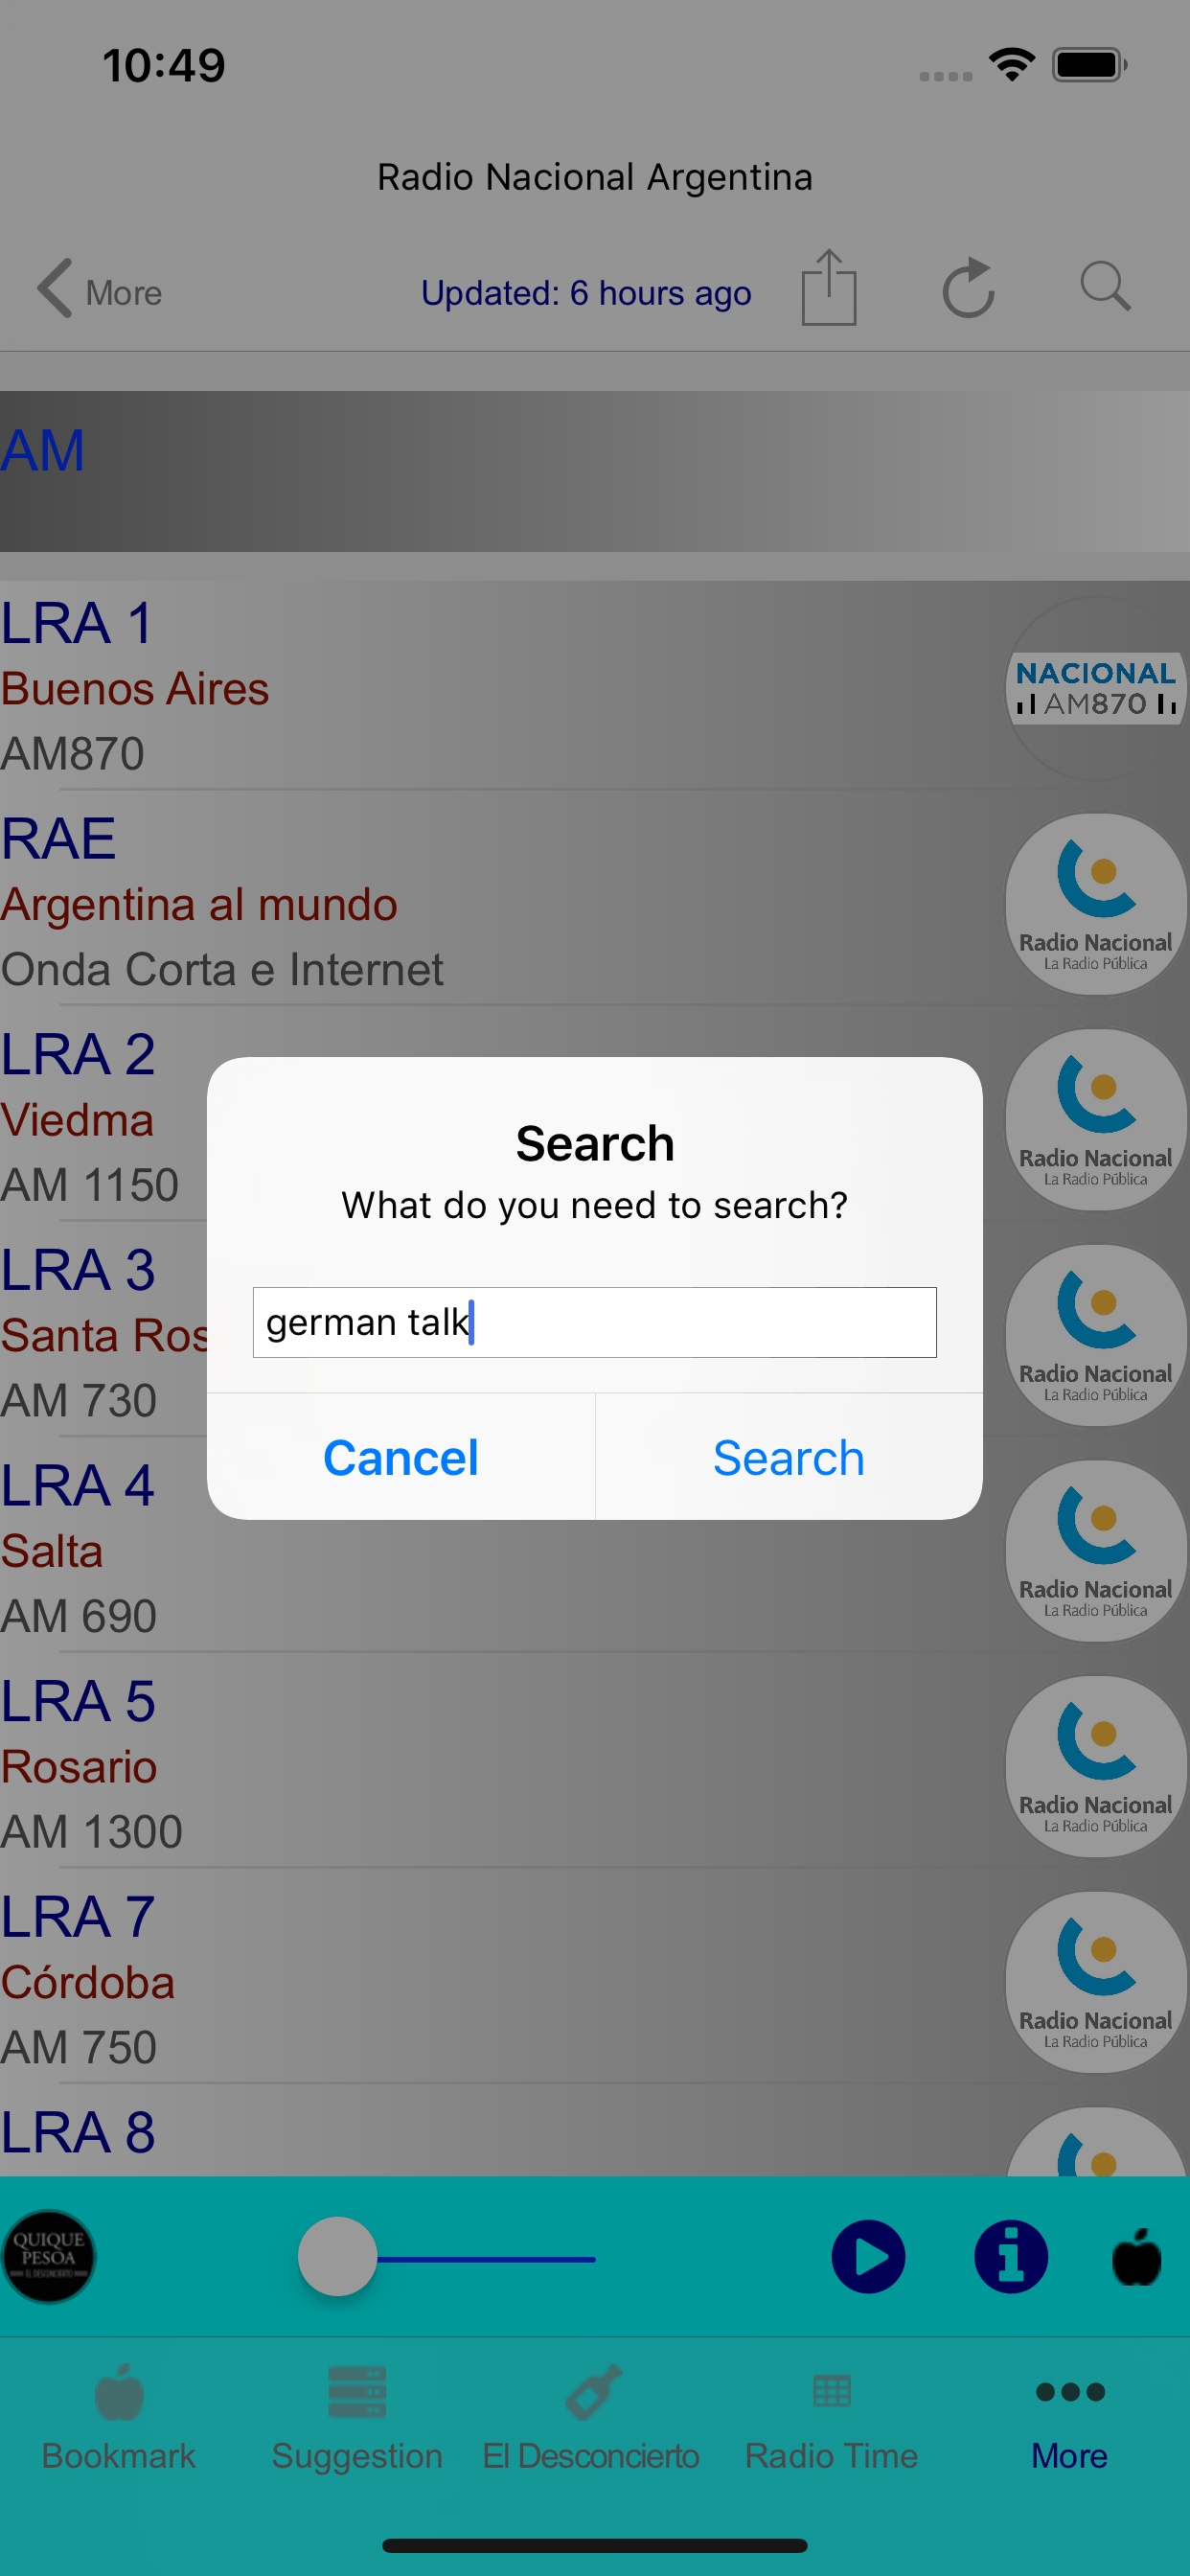 10:49
Radio Nacional Argentina
More
Updated: 6 hours ago
AM
LRA 1
Buenos Aires
AM870
NACIONAL
AM870
RAE
Argentina al mundo
Onda Corta e Internet
Radio Nacional
La Radio Pública
LRA 2
Viedma
AM 1150
Radio Nacional
La Radio Pública
Search
What do you need to search?
german talk
Cancel
Search
LRA 3
Santa Ros
AM 730
Radio Nacional
La Radio Pública
LRA 4
Salta
AM 690
Radio Nacional
La Radio Pública
LRA 5
Rosario
AM 1300
Radio Nacional
La Radio Pública
LRA 7
Córdoba
AM 750
Radio Nacional
La Radio Pública
LRA 8
QUIQUE
PESOA
EL DESCONCIERTO
Bookmark
Suggestion
El Desconcierto
Radio Time
More